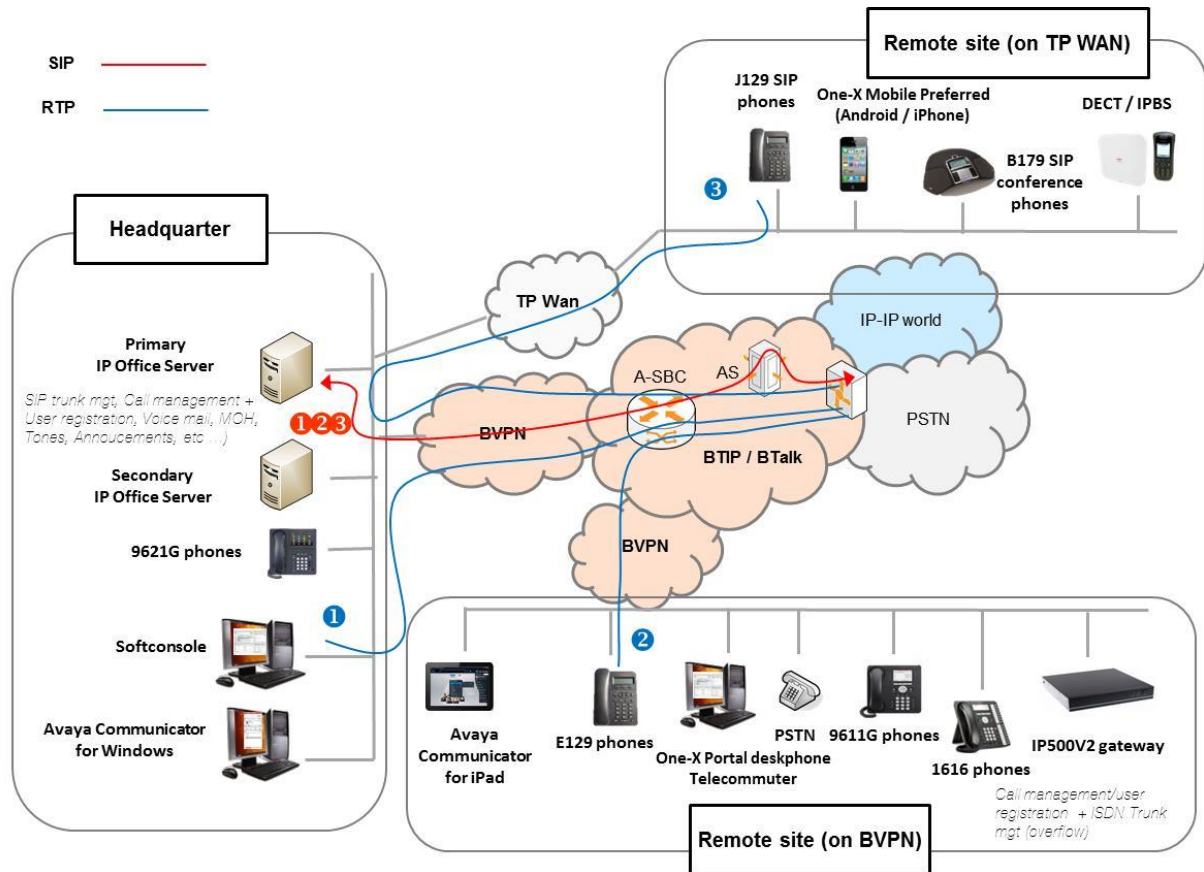 SIP
RTP
Remote site (on TP WAN)
J129 SIP
phones
One-X Mobile Preferred
(Android / iPhone)
DECT / IPBS
B179 SIP
conference
phones
❸
Headquarter
TP Wan
Primary
IP Office Server
SIP trunk mgt, Call management +
User registration, Voice mail, MOH,
Tones, Annoucements, etc ...)
❶❷❸
IP-IP world
A-SBC
AS
PSTN
BVPN
BTIP / BTalk
Secondary
IP Office Server
9621G phones
BVPN
❶
Softconsole
❷
Avaya Communicator
for Windows
Avaya
Communicator
for iPad
E129 phones
One-X Portal deskphone
Telecommuter
PSTN
9611G phones
1616 phones
IP500V2 gateway
Call management/user
registration + ISDN Trunk
mgt (overflow)
Remote site (on BVPN)